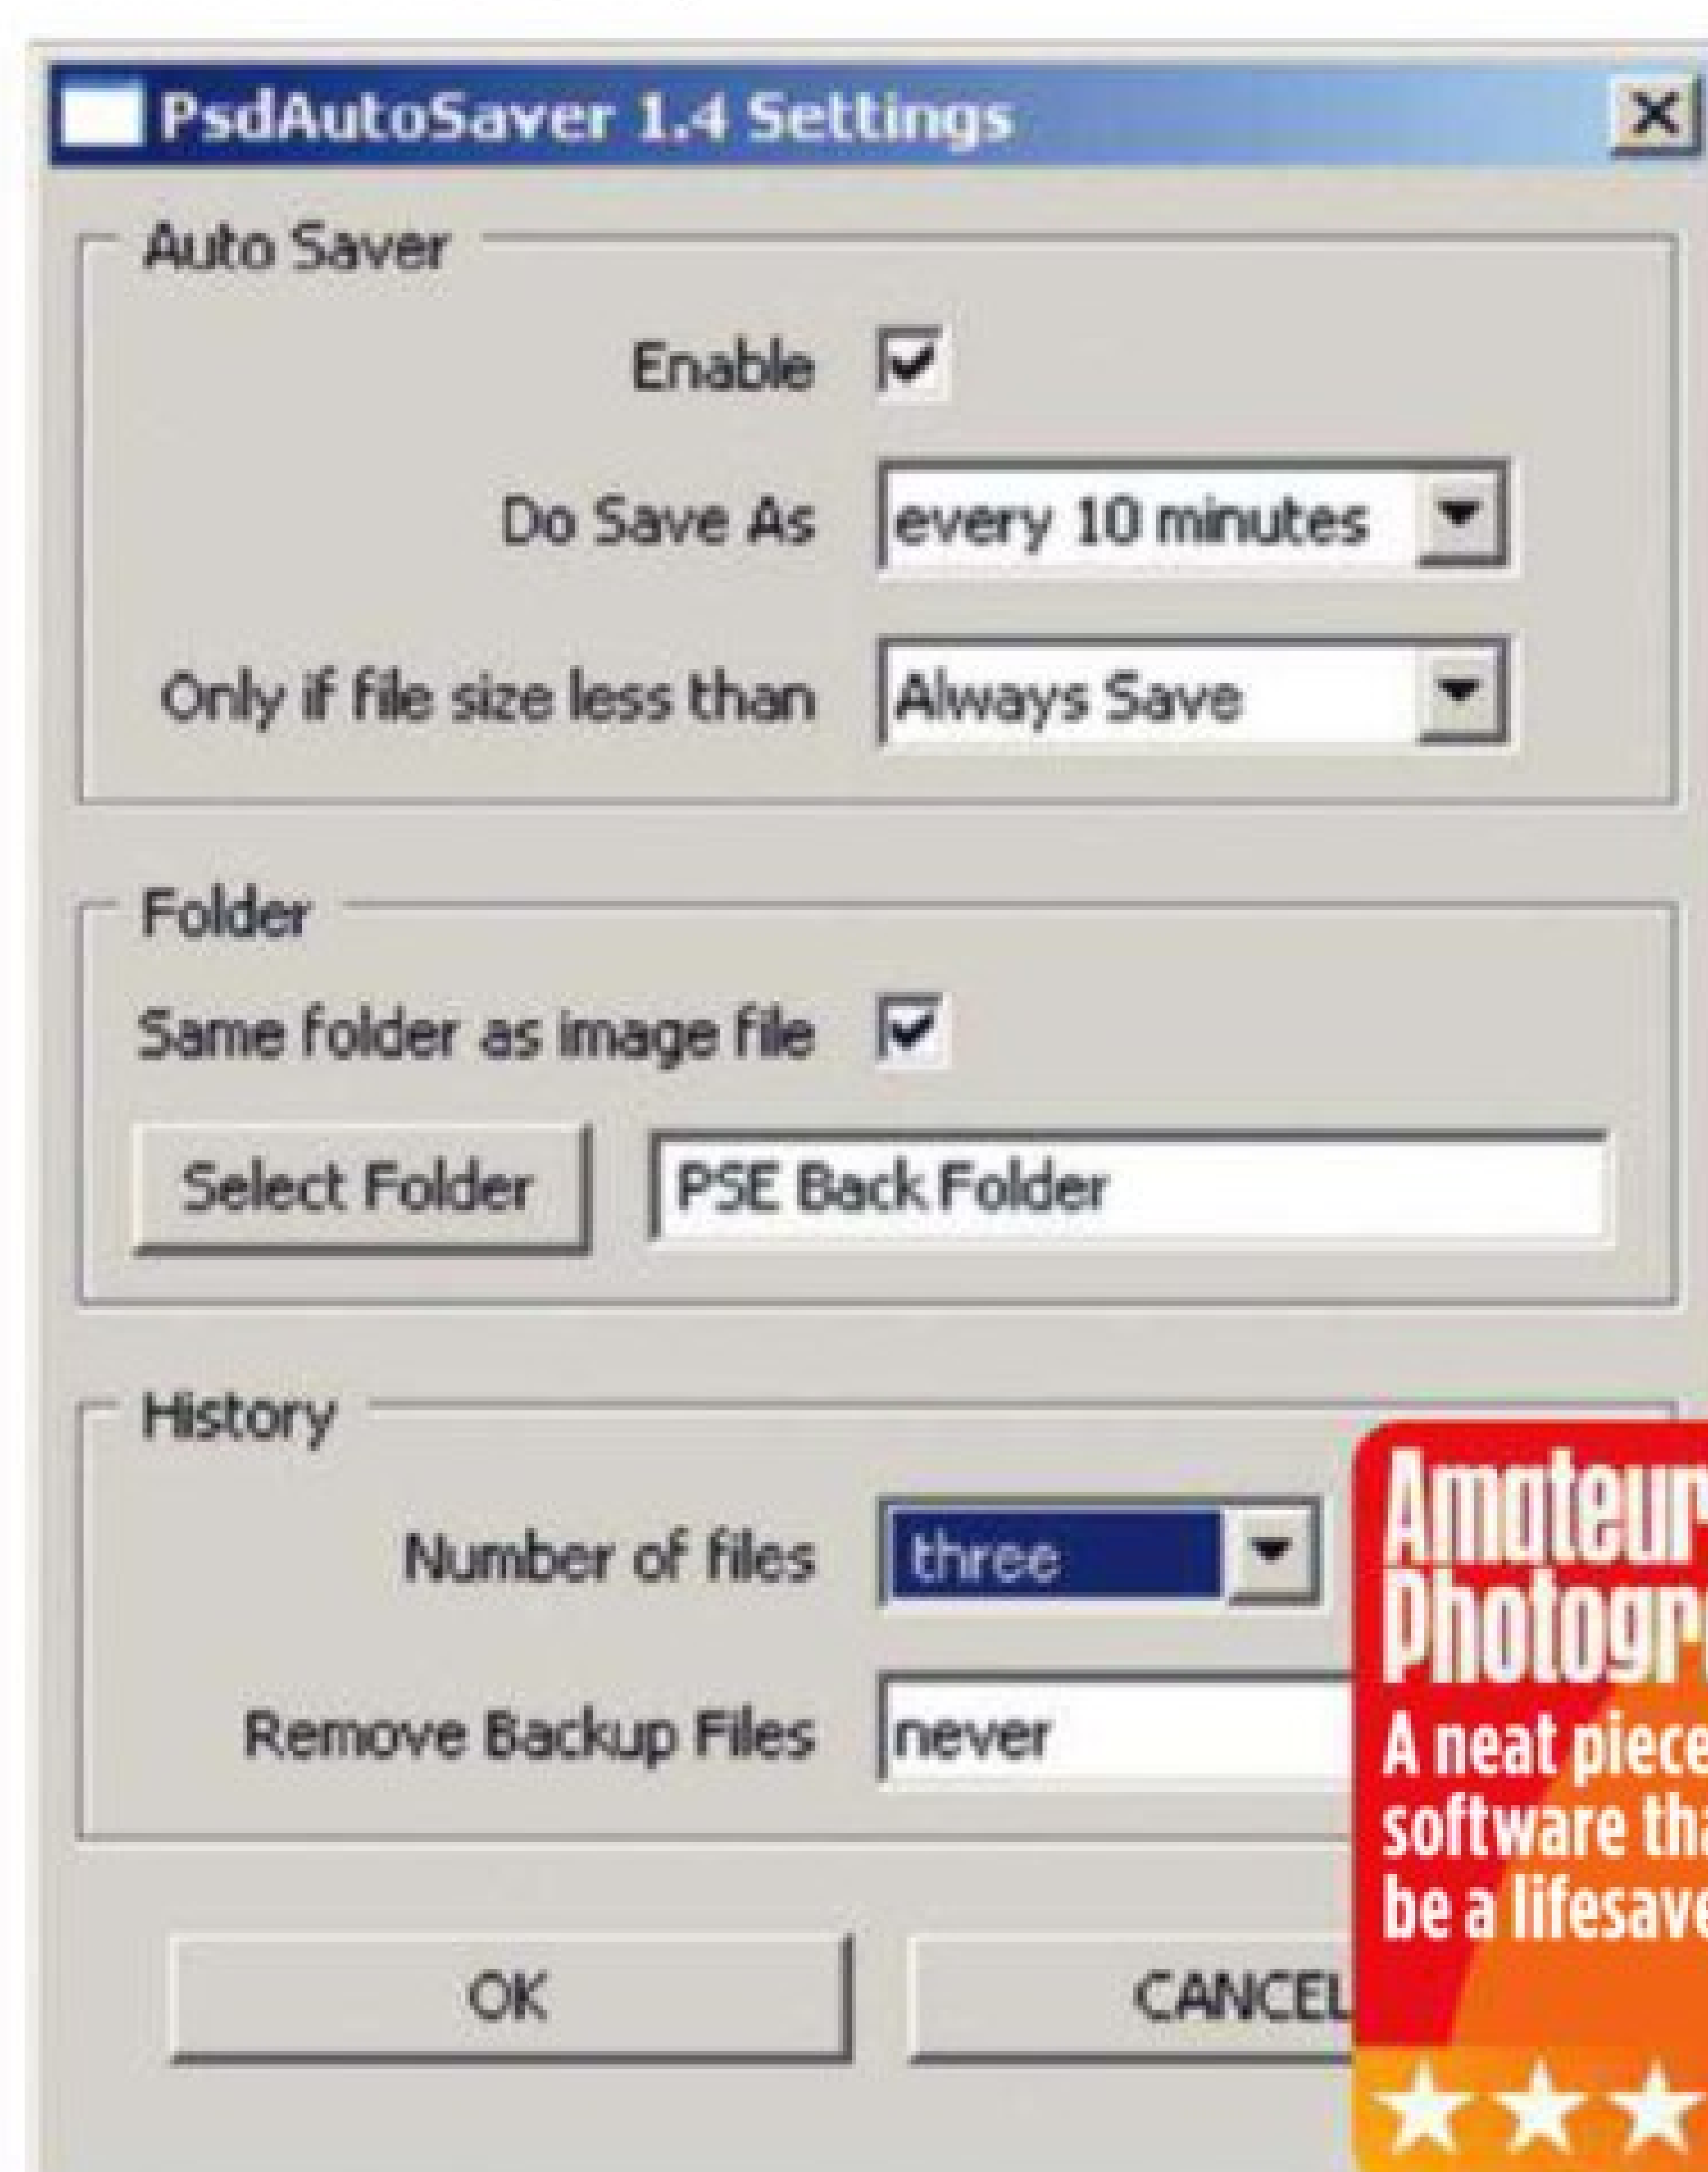 PsdAutoSaver 1.4 Settings
Auto Saver
Enable
Do Save As every 10 minutes
Only if file size less than Always Save
Folder
Same folder as image file
Select Folder PSE Back Folder
History
Number of files three
Remove Backup Files never
OK CANCEL
Amateur
A neat piece
software
be a